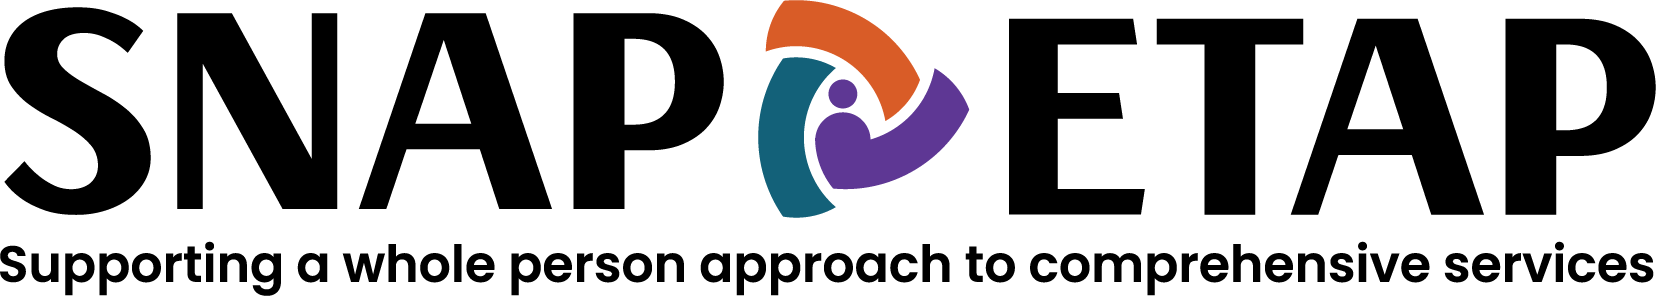 SNAP ETAP
Supporting a whole person approach to comprehensive services